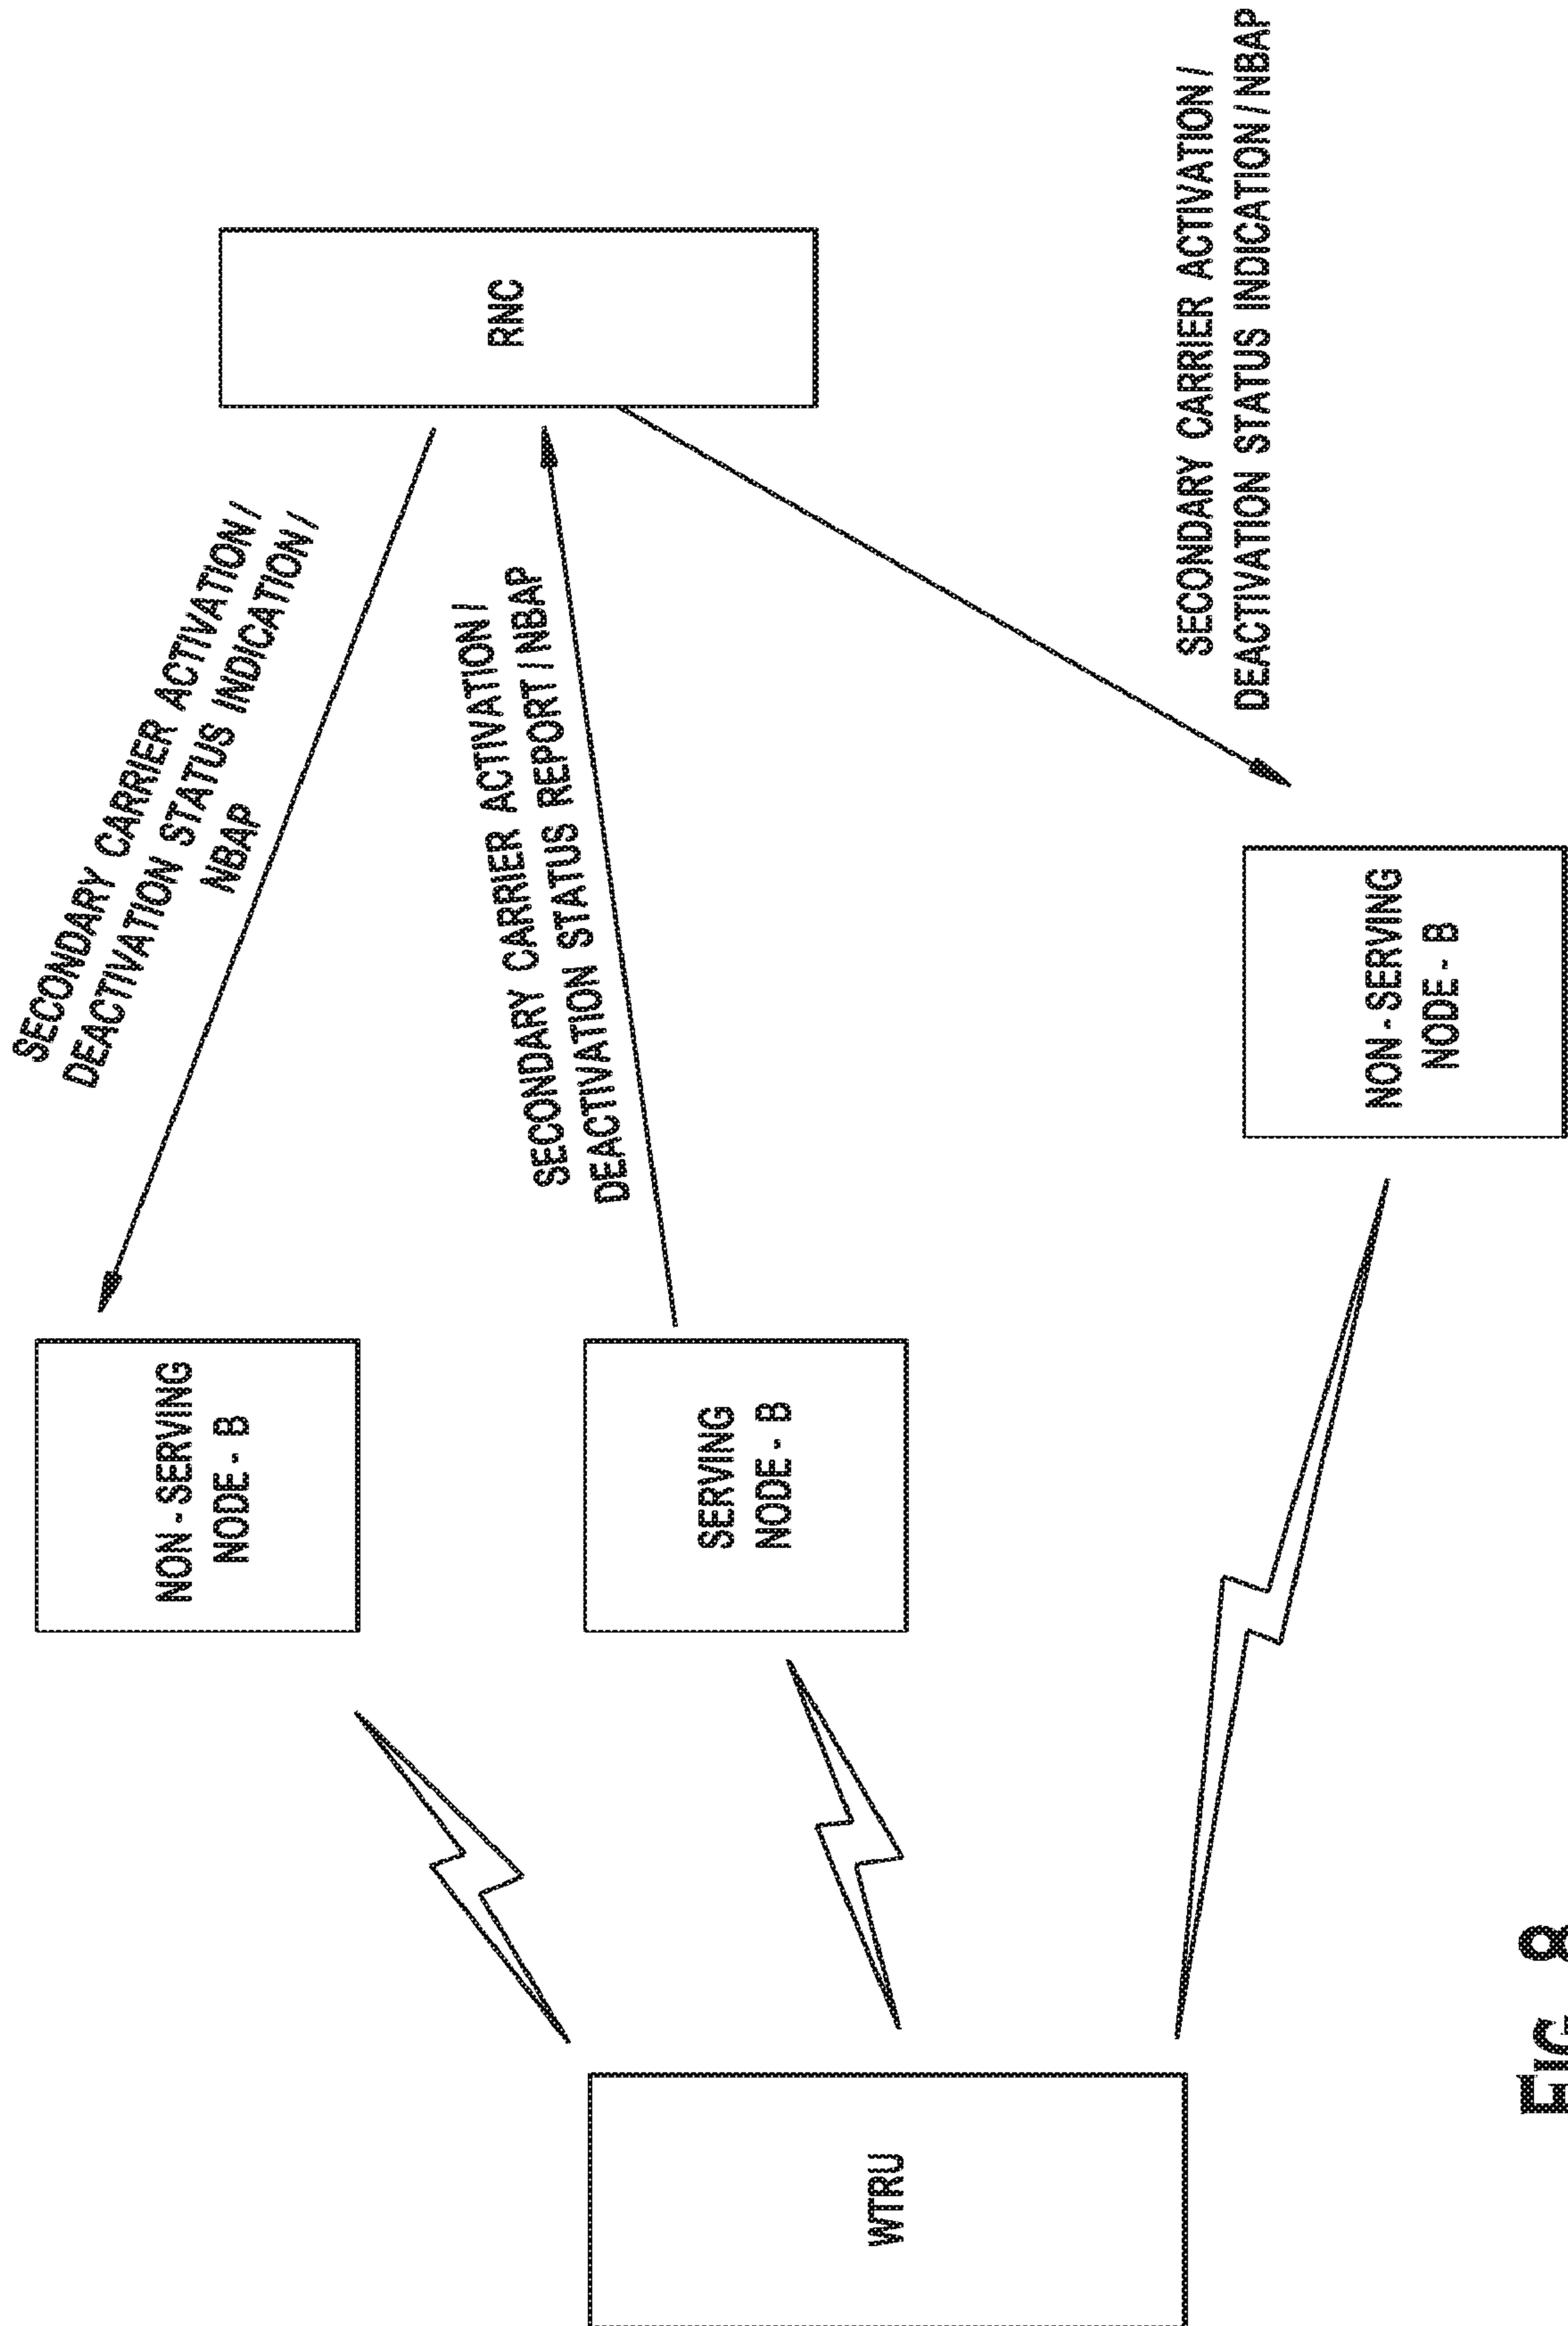 SECONDARY CARRIER ACTIVATION /
DEACTIVATION STATUS INDICATION /
NBAP
NON - SERVING
NODE - B
SECONDARY CARRIER ACTIVATION /
DEACTIVATION STATUS REPORT / NBAP
RNC
SERVING
NODE - B
WTRU
SECONDARY CARRIER ACTIVATION /
DEACTIVATION STATUS INDICATION / NBAP
NON - SERVING
NODE - B
FIG. 8